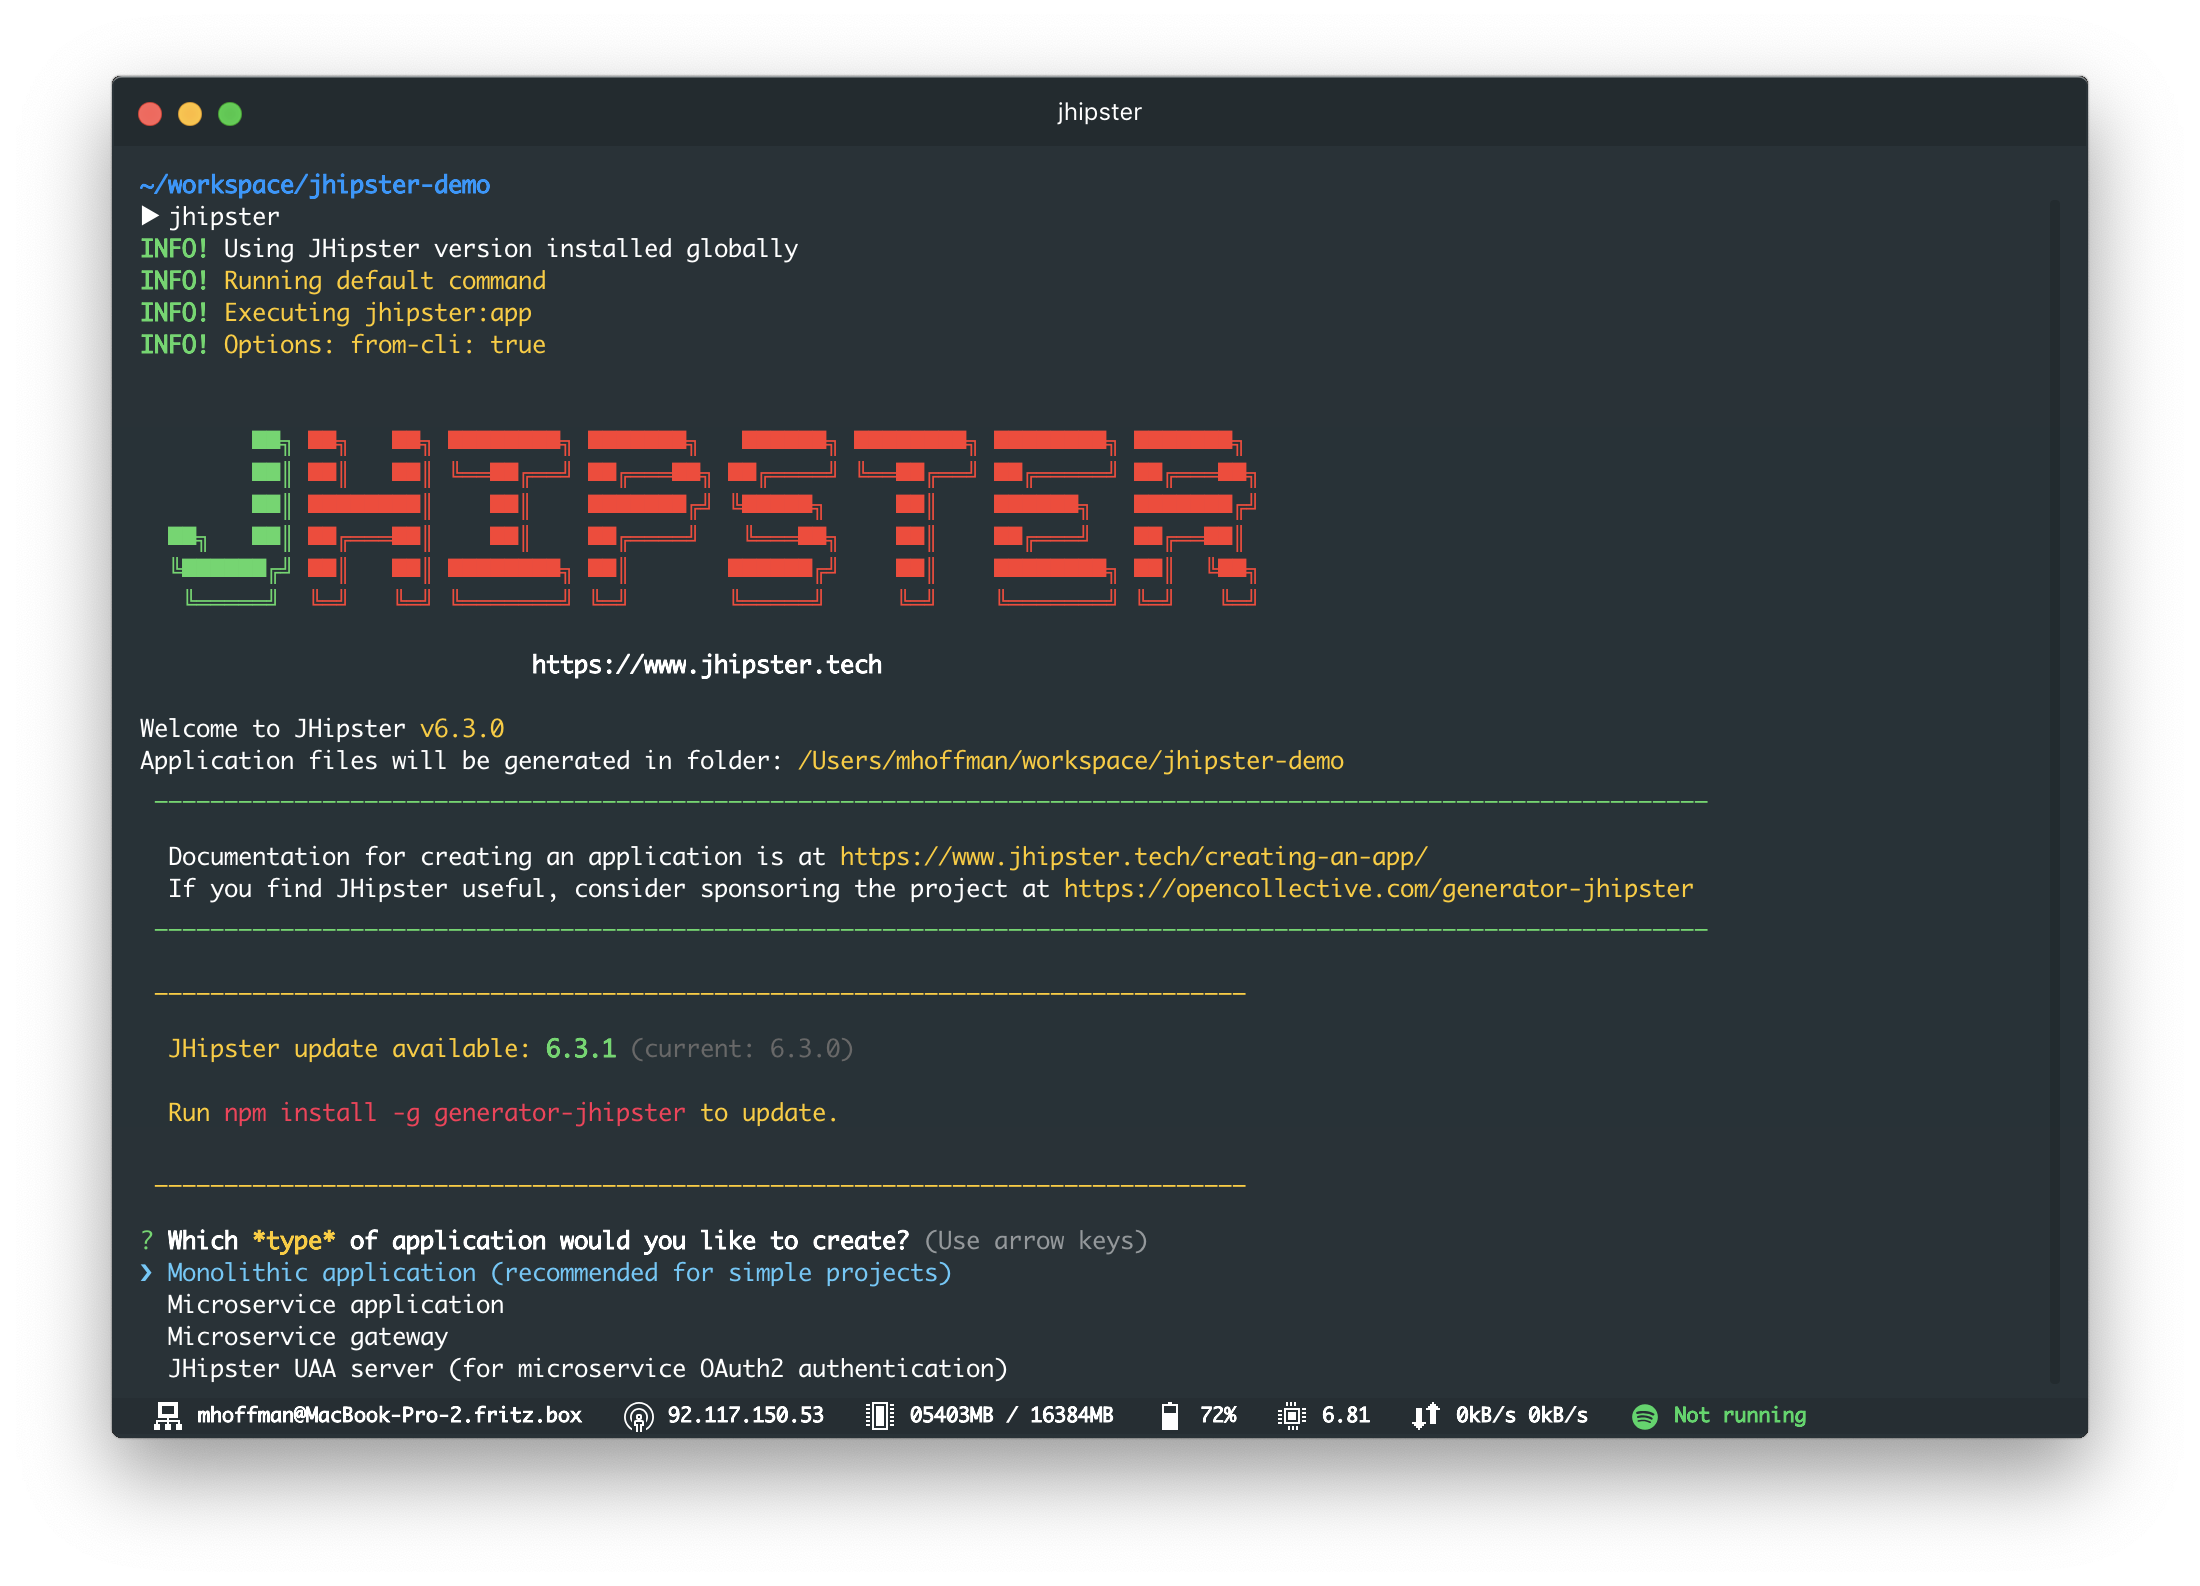 jhipster
~/workspace/jhipster-demo
▶ jhipster
INFO! Using JHipster version installed globally
INFO! Running default command
INFO! Executing jhipster:app
INFO! Options: from-cli: true
JHIPSTER
https://www.jhipster.tech
Welcome to JHipster v6.3.0
Application files will be generated in folder: /Users/mhoffman/workspace/jhipster-demo
Documentation for creating an application is at https://www.jhipster.tech/creating-an-app/
If you find JHipster useful, consider sponsoring the project at https://opencollective.com/generator-jhipster
JHipster update available: 6.3.1 (current: 6.3.0)
Run npm install -g generator-jhipster to update.
? Which *type* of application would you like to create? (Use arrow keys)
❯ Monolithic application (recommended for simple projects)
Microservice application
Microservice gateway
JHipster UAA server (for microservice OAuth2 authentication)
mhoffman@MacBook-Pro-2.fritz.box 92.117.150.53 05403MB / 16384MB 72% 6.81 0kB/s 0kB/s Not running